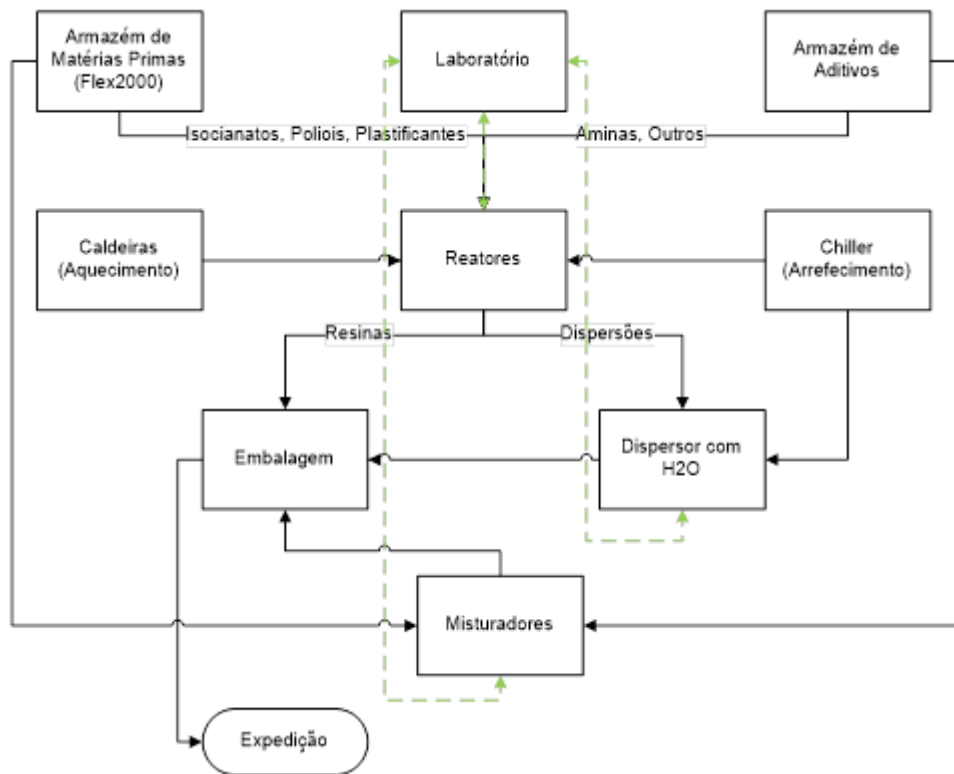 Armazém de
Matérias Primas
(Flex2000)
Laboratório
Armazém de
Aditivos
Isocianatos, Poliois, Plastificantes
Aminas, Outros
Caldeiras
(Aquecimento)
Reatores
Chiller
(Arrefecimento)
Resinas
Dispersões
Embalagem
Dispersor com
H2O
Misturadores
Expedição